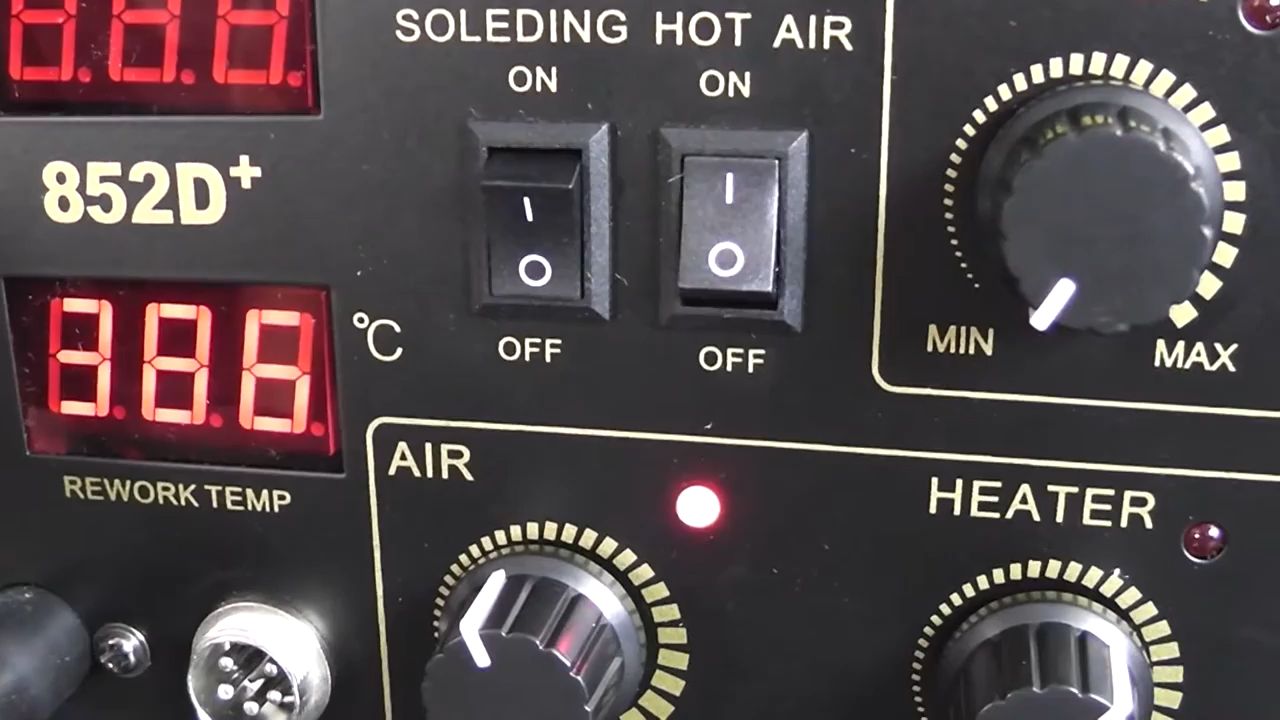 SOLEDING HOT AIR
ON ON
852D+
I I
O O
°C
OFF OFF
MIN MAX
AIR
REWORK TEMP
HEATER